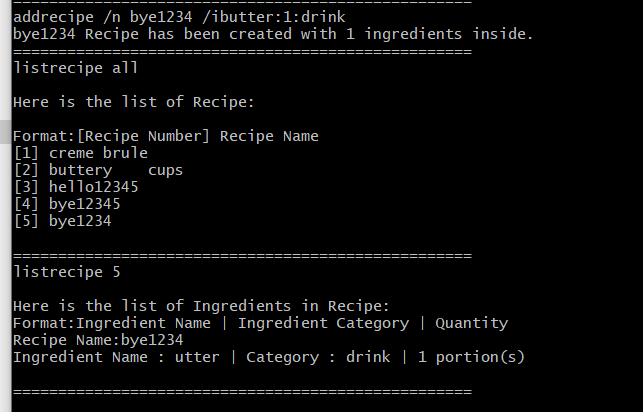 ===================================================
addrecipe /n bye1234 /ibutter:1:drink
bye1234 Recipe has been created with 1 ingredients inside.
===================================================
listrecipe all
Here is the list of Recipe:
Format:[Recipe Number] Recipe Name
[1] creme brule
[2] buttery    cups
[3] hello12345
[4] bye12345
[5] bye1234
===================================================
listrecipe 5
Here is the list of Ingredients in Recipe:
Format:Ingredient Name | Ingredient Category | Quantity
Recipe Name:bye1234
Ingredient Name : utter | Category : drink | 1 portion(s)
===================================================